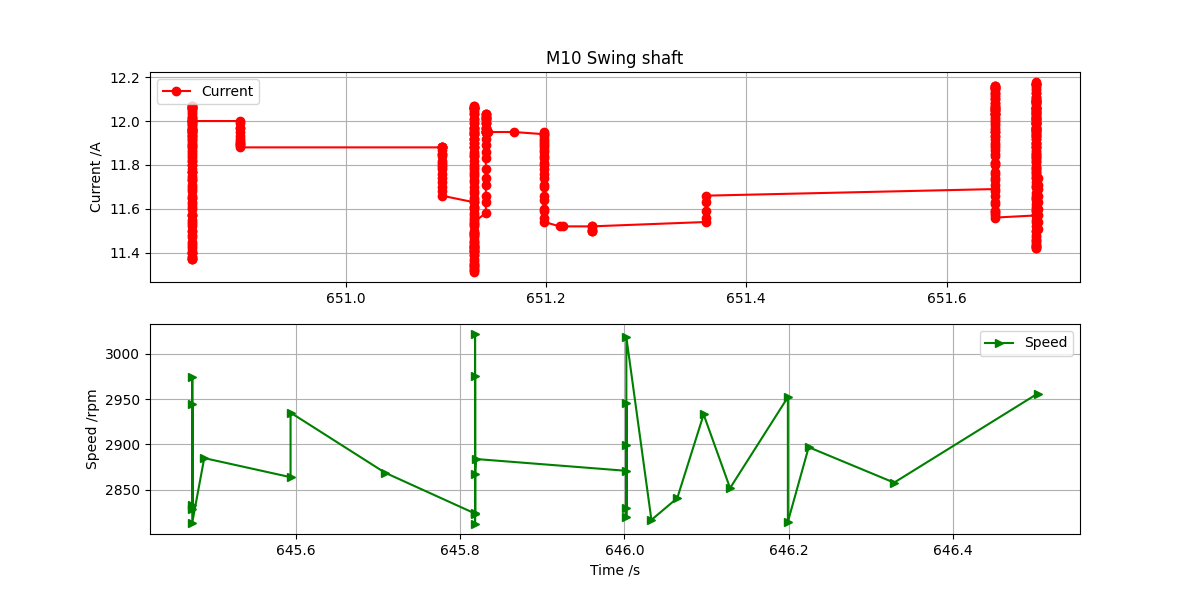 M10 Swing shaft
Current /A
12.2
12.0
11.8
11.6
11.4
Current
651.0 651.2 651.4 651.6
Speed /rpm
3000
2950
2900
2850
Speed
645.6 645.8 646.0 646.2 646.4
Time /s